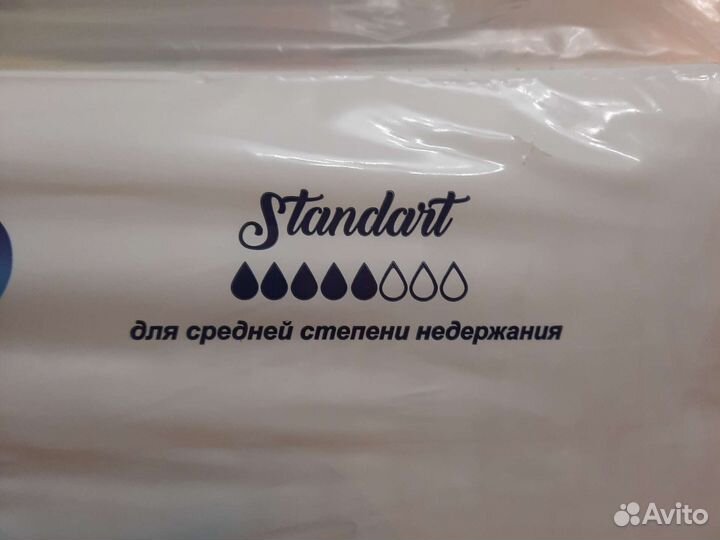 Standart
для средней степени недержания
Avito